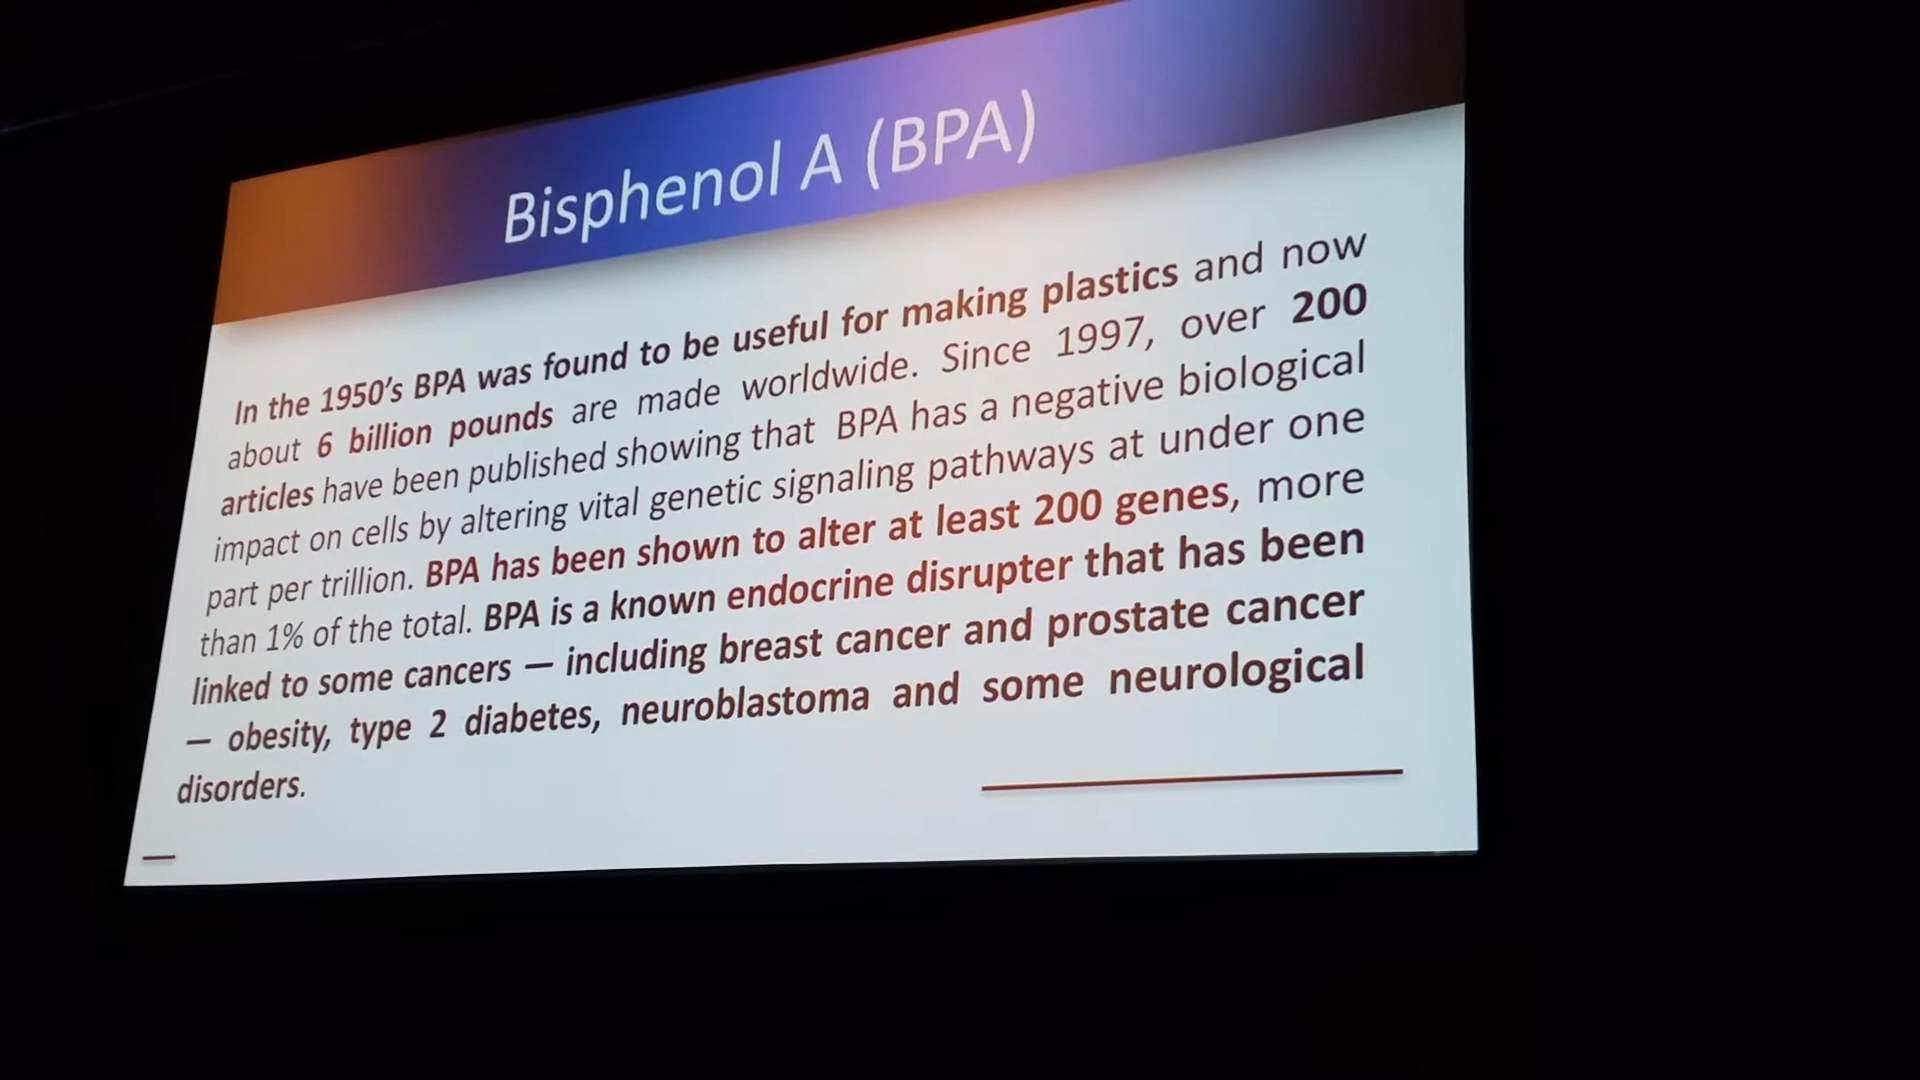 Bisphenol A (BPA)
In the 1950's BPA was found to be useful for making plastics and now
about 6 billion pounds are made worldwide. Since 1997, over 200
articles have been published showing that BPA has a negative biological
impact on cells by altering vital genetic signaling pathways at under one
part per trillion. BPA has been shown to alter at least 200 genes, more
than 1% of the total. BPA is a known endocrine disrupter that has been
linked to some cancers — including breast cancer and prostate cancer
— obesity, type 2 diabetes, neuroblastoma and some neurological
disorders.